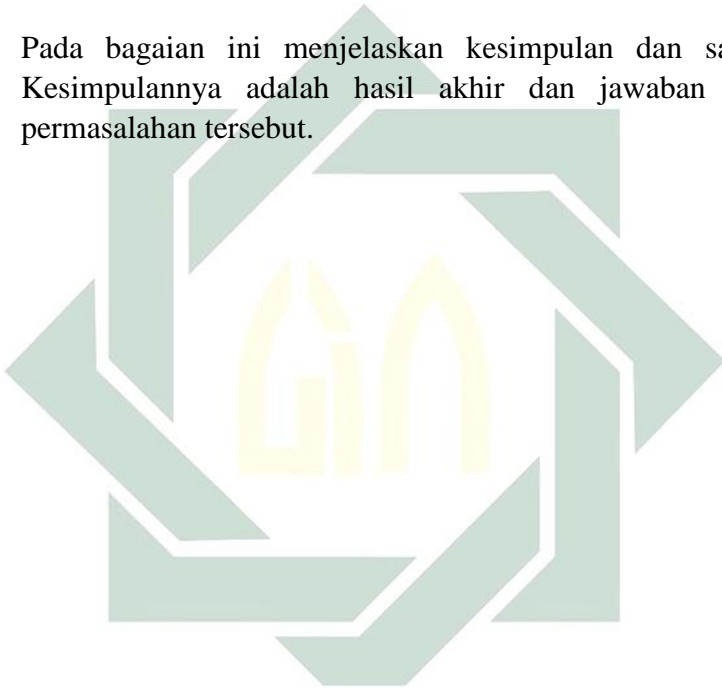 Pada bagaian ini menjelaskan kesimpulan dan
Kesimpulannya adalah hasil akhir dan jawaban
permasalahan tersebut.